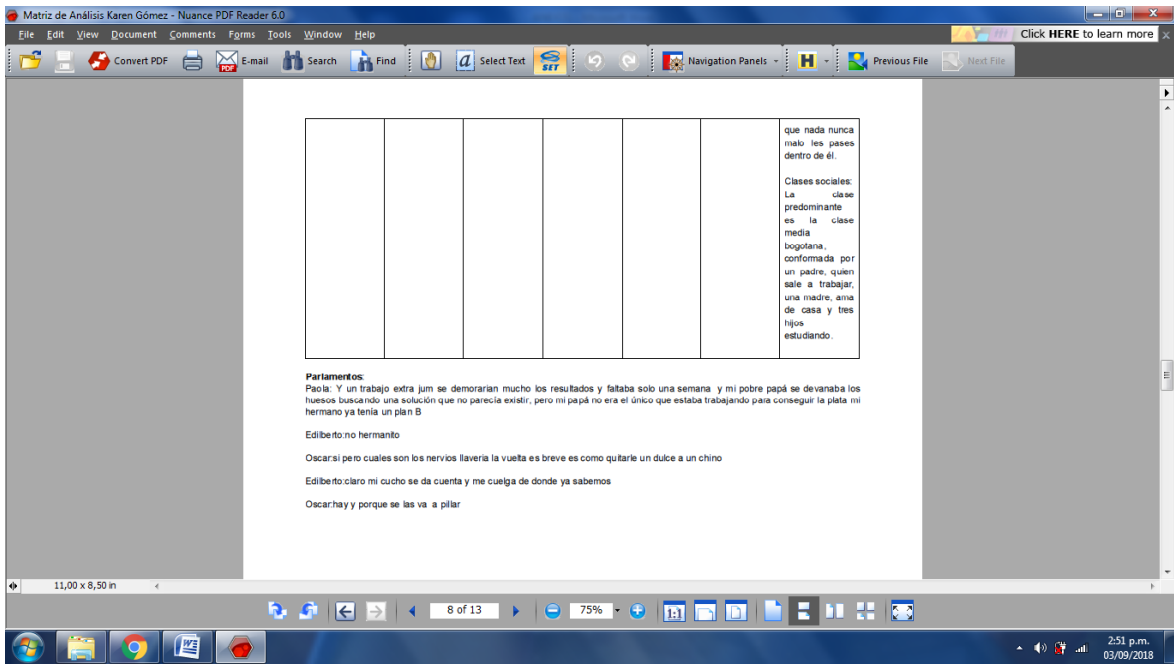 Matriz de Análisis Karen Gómez - Nuance PDF Reader 6.0
File Edit View Document Comments Forms Tools Window Help
Click HERE to learn more
Convert PDF E-mail Search Find Select Text Navigation Panels Previous File Next File
que nada nunca
malo les pases
dentro de él.
Clases sociales:
La clase
predominante
es la clase
media
bogotana,
conformada por
un padre, quien
sale a trabajar,
una madre, ama
de casa y tres
hijos
estudiando.
Parlamentos:
Paola: Y un trabajo extra jum se demorarian mucho los resultados y faltaba solo una semana y mi pobre papá se devanaba los
huesos buscando una solución que no parecía existir, pero mi papá no era el único que estaba trabajando para conseguir la plata mi
hermano ya tenía un plan B
Edilberto:no hermanito
Oscar:si pero cuales son los nervios llaveria la vuelta es breve es como quitarle un dulce a un chino
Edilberto:claro mi cucho se da cuenta y me cuelga de donde ya sabemos
Oscar:hay y porque se las va a pillar
11,00 x 8,50 in
8 of 13 75% 1:1
2:51 p.m.
03/09/2018